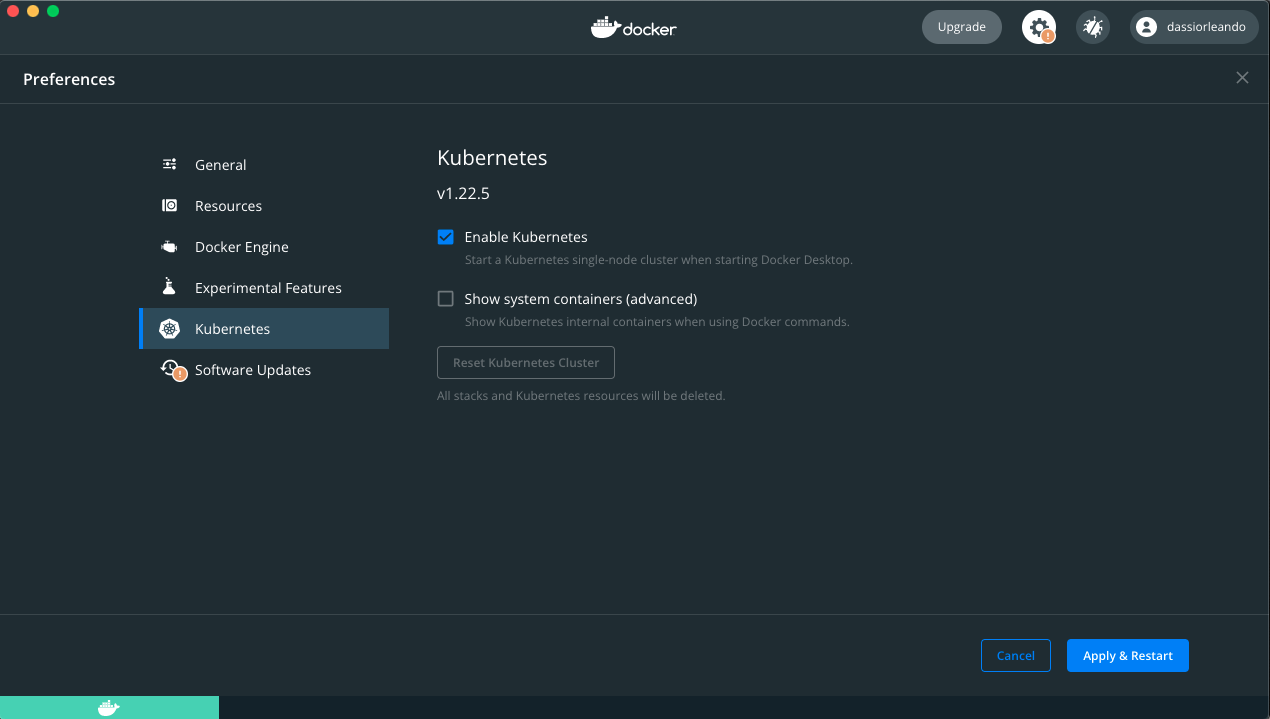 docker
Upgrade
dassiorleando
Preferences
General
Resources
Docker Engine
Experimental Features
Kubernetes
Software Updates
Kubernetes
v1.22.5
Enable Kubernetes
Start a Kubernetes single-node cluster when starting Docker Desktop.
Show system containers (advanced)
Show Kubernetes internal containers when using Docker commands.
Reset Kubernetes Cluster
All stacks and Kubernetes resources will be deleted.
Cancel
Apply & Restart